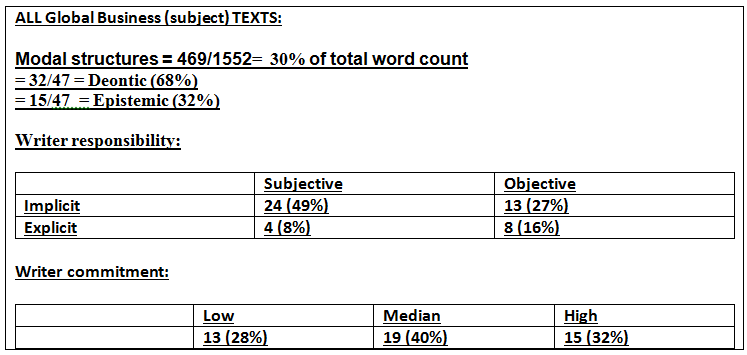 ALL Global Business (subject) TEXTS:
Modal structures = 469/1552= 30% of total word count
= 32/47 = Deontic (68%)
= 15/47 = Epistemic (32%)
Writer responsibility:
Subjective Objective
Implicit 24 (49%) 13 (27%)
Explicit 4 (8%) 8 (16%)
Writer commitment:
Low Median High
13 (28%) 19 (40%) 15 (32%)